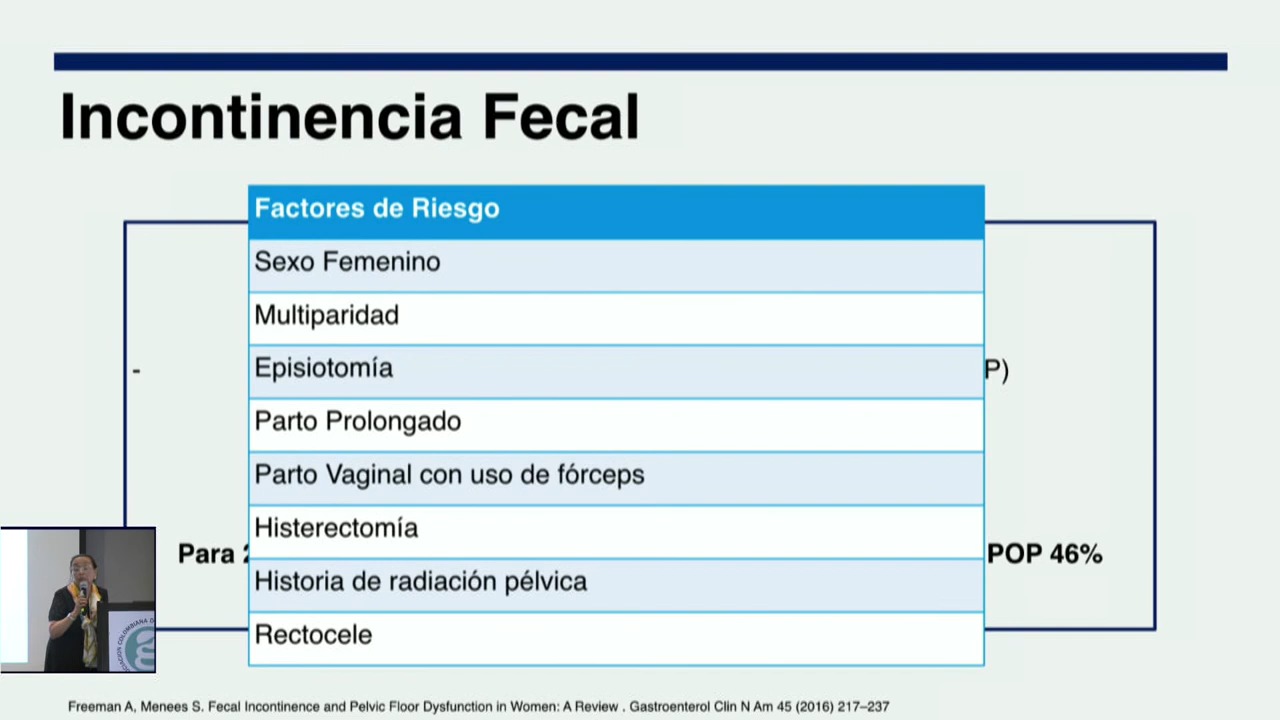 Incontinencia Fecal
Factores de Riesgo
Sexo Femenino
Multiparidad
Episiotomía
- P)
Parto Prolongado
Parto Vaginal con uso de fórceps
Histerectomía
Para POP 46%
Historia de radiación pélvica
Rectocele
Freeman A, Menees S. Fecal Incontinence and Pelvic Floor Dysfunction in Women: A Review . Gastroenterol Clin N Am 45 (2016) 217–237
COLOMBIANA